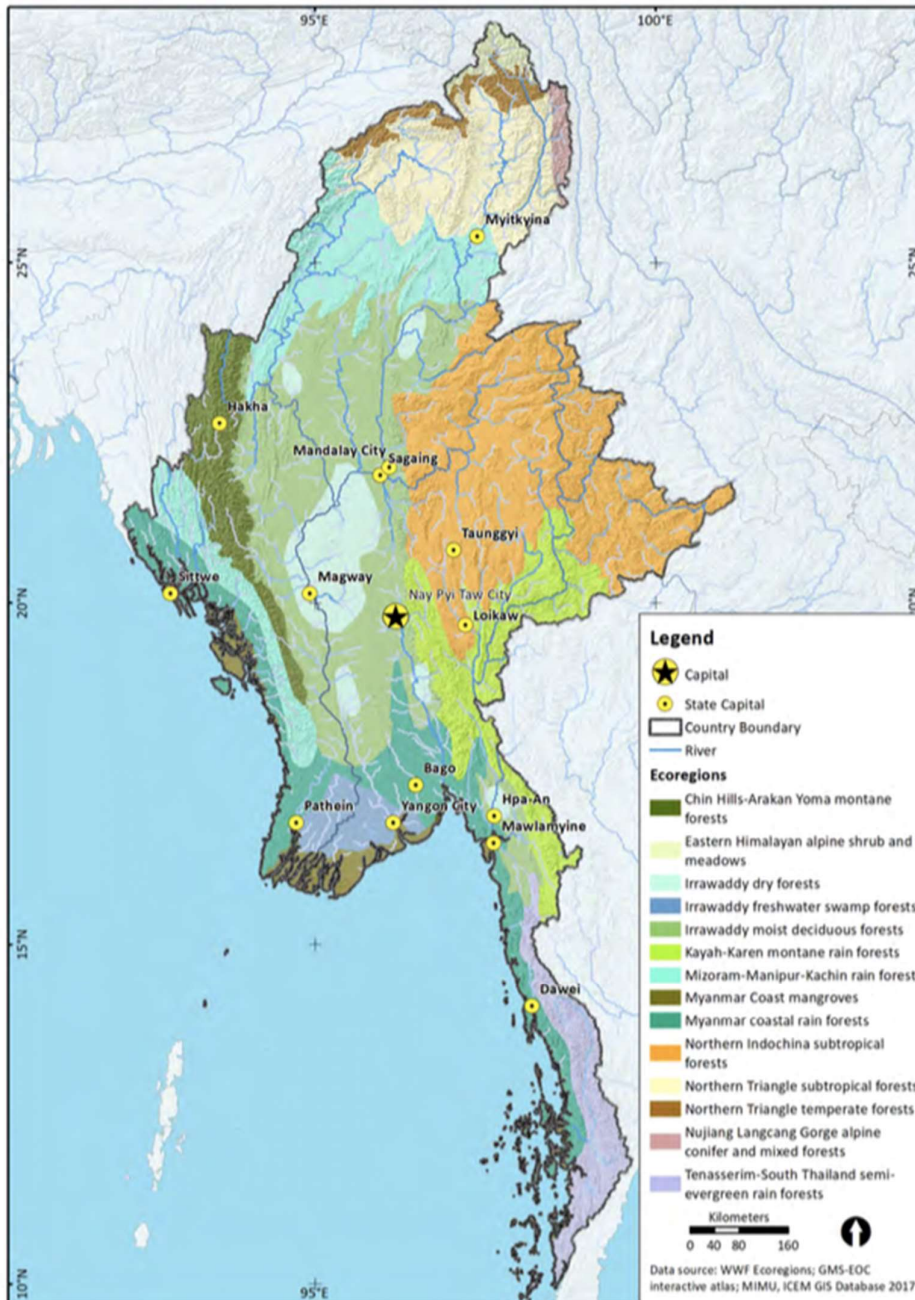 95°E
100°E
Myitkyina
25°N
25°N
Hakha
Mandalay City
Sagaing
Taunggyi
Sittwe
Magway
Nay Pyi Taw City
20°N
Loikaw
Bago
Pathein
Yangon City
Hpa-An
Mawlamyine
15°N
Dawei
10°N
95°E
Legend
Capital
State Capital
Country Boundary
River
Ecoregions
Chin Hills-Arakan Yoma montane
forests
Eastern Himalayan alpine shrub and
meadows
Irrawaddy dry forests
Irrawaddy freshwater swamp forests
Irrawaddy moist deciduous forests
Kayah-Karen montane rain forests
Mizoram-Manipur-Kachin rain forest
Myanmar Coast mangroves
Myanmar coastal rain forests
Northern Indochina subtropical
forests
Northern Triangle subtropical forests
Northern Triangle temperate forests
Nujiang Langcang Gorge alpine
conifer and mixed forests
Tenasserim-South Thailand semi-
evergreen rain forests
Kilometers
0 40 80 160
Data source: WWF Ecoregions; GMS-EOC
interactive atlas; MIMU, ICEM GIS Database 2017